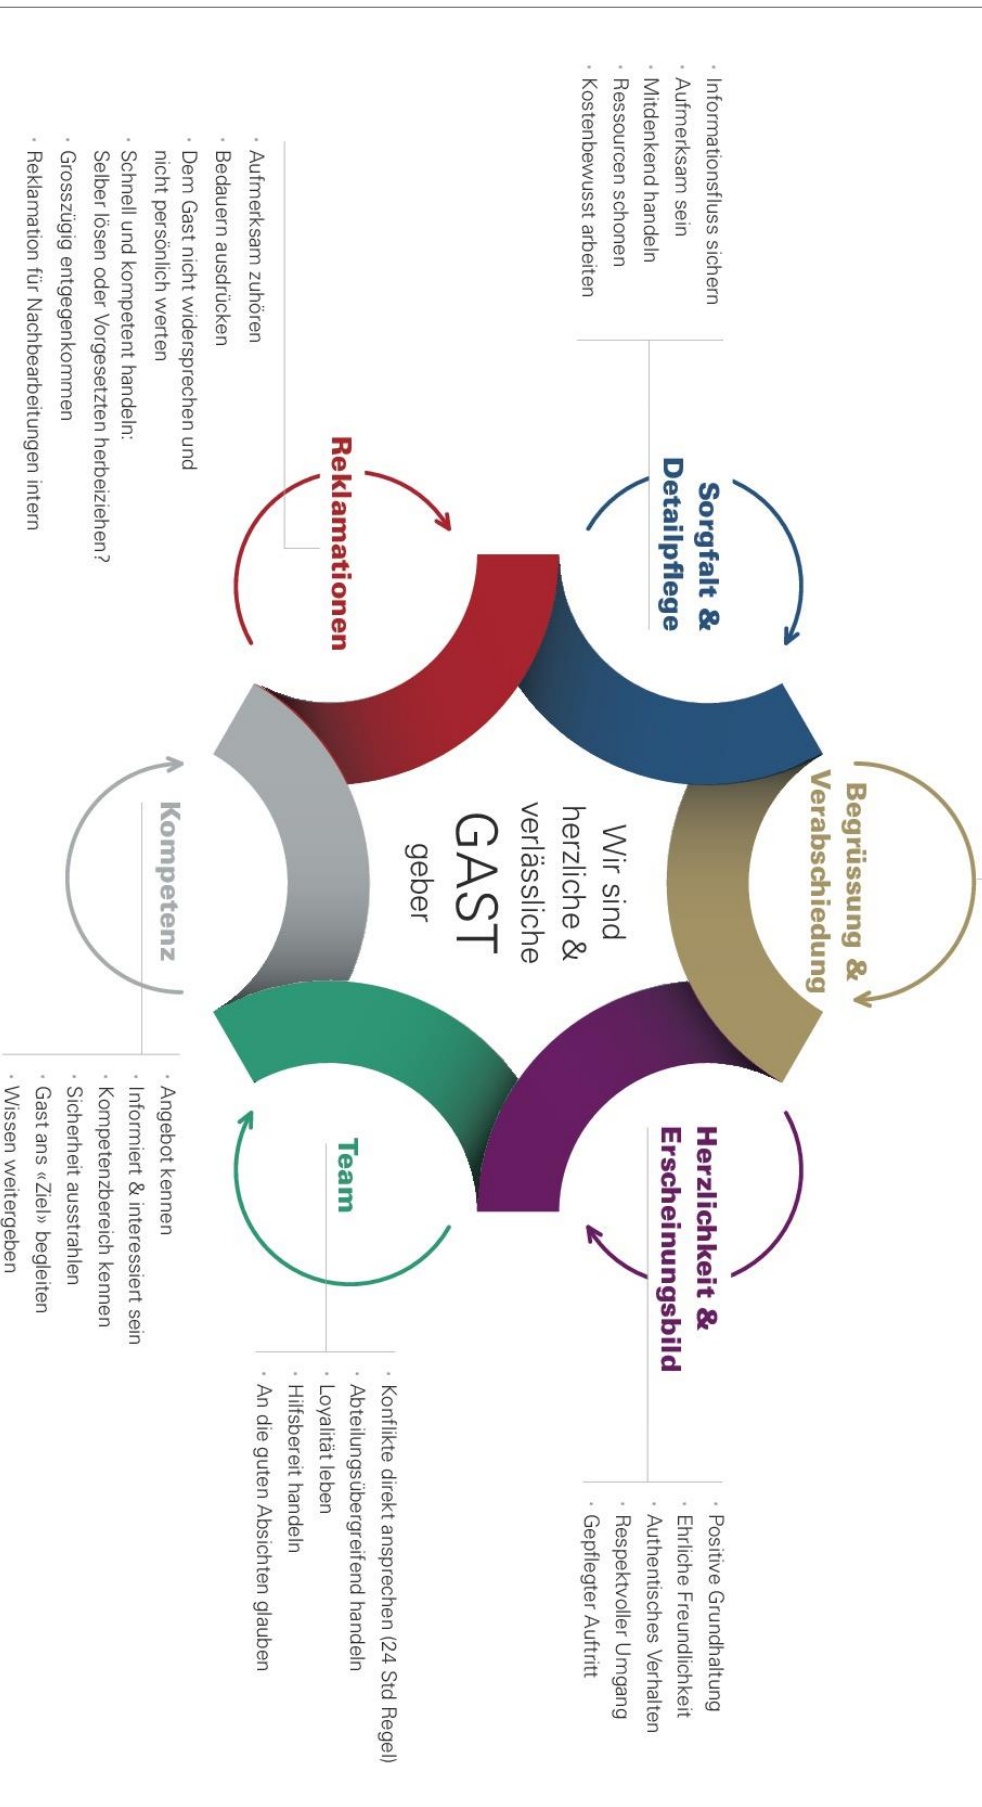 Begrüssung &
Verabschiedung
Sorgfalt &
Detailpflege
· Informationsfluss sichern
· Aufmerksam sein
· Mitdenkend handeln
· Ressourcen schonen
· Kostenbewusst arbeiten
Herzlichkeit &
Erscheinungsbild
· Positive Grundhaltung
· Ehrliche Freundlichkeit
· Authentisches Verhalten
· Respektvoller Umgang
· Gepflegter Auftritt
Wir sind
herzliche &
verlässliche
GAST
geber
Reklamationen
· Aufmerksam zuhören
· Bedauern ausdrücken
· Dem Gast nicht widersprechen und
nicht persönlich werten
· Schnell und kompetent handeln:
Selber lösen oder Vorgesetzten herbeiziehen?
· Grosszügig entgegenkommen
· Reklamation für Nachbearbeitungen intern
Team
· Konflikte direkt ansprechen (24 Std Regel)
· Abteilungsübergreifend handeln
· Loyalität leben
· Hilfsbereit handeln
· An die guten Absichten glauben
Kompetenz
· Angebot kennen
· Informiert & interessiert sein
· Kompetenzbereich kennen
· Sicherheit ausstrahlen
· Gast ans «Ziel» begleiten
· Wissen weitergeben